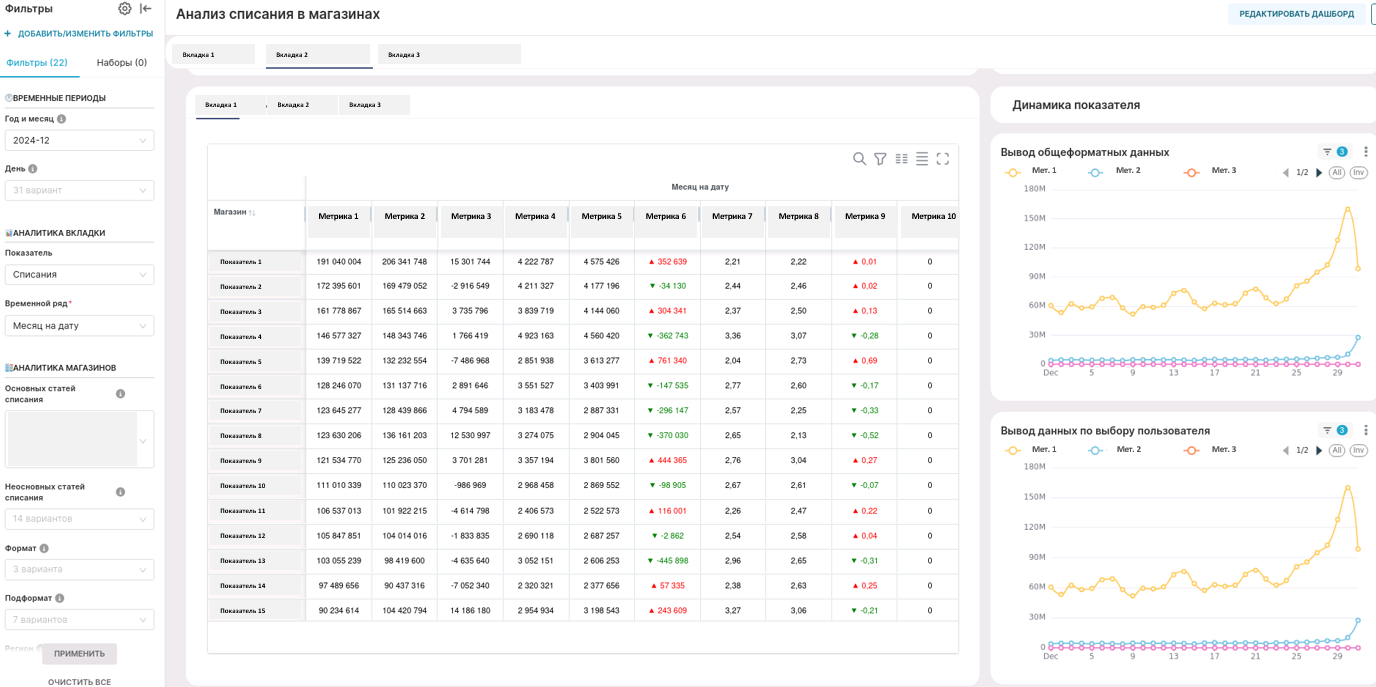 Фильтры
+ ДОБАВИТЬ/ИЗМЕНИТЬ ФИЛЬТРЫ
Фильтры (22) Наборы (0)
ВРЕМЕННЫЕ ПЕРИОДЫ
Год и месяц
2024-12
День
31 вариант
АНАЛИТИКА ВКЛАДКИ
Показатель
Списания
Временной ряд*
Месяц на дату
АНАЛИТИКА МАГАЗИНОВ
Основных статей
списания
Неосновных статей
списания
14 вариантов
Формат
3 варианта
Подформат
7 вариантов
Регион
ПРИМЕНИТЬ
ОЧИСТИТЬ ВСЕ
Анализ списания в магазинах
РЕДАКТИРОВАТЬ ДАШБОРД
Вкладка 1 Вкладка 2 Вкладка 3
Вкладка 1 Вкладка 2 Вкладка 3
Месяц на дату
Магазин Метрика 1 Метрика 2 Метрика 3 Метрика 4 Метрика 5 Метрика 6 Метрика 7 Метрика 8 Метрика 9 Метрика 10
Показатель 1 191 040 004 206 341 748 15 301 744 4 222 787 4 575 426 ▲ 352 639 2,21 2,22 ▲ 0,01 0
Показатель 2 172 395 601 169 479 052 -2 916 549 4 211 327 4 177 196 ▼ -34 130 2,44 2,46 ▲ 0,02 0
Показатель 3 161 778 867 165 514 663 3 735 796 3 839 719 4 144 060 ▲ 304 341 2,37 2,50 ▲ 0,13 0
Показатель 4 146 577 327 148 343 746 1 766 419 4 923 163 4 560 420 ▼ -362 743 3,36 3,07 ▼ -0,28 0
Показатель 5 139 719 522 132 232 554 -7 486 968 2 851 938 3 613 277 ▲ 761 340 2,04 2,73 ▲ 0,69 0
Показатель 6 128 246 070 131 137 716 2 891 646 3 551 527 3 403 991 ▼ -147 535 2,77 2,60 ▼ -0,17 0
Показатель 7 123 645 277 128 439 866 4 794 589 3 183 478 2 887 331 ▼ -296 147 2,57 2,25 ▼ -0,33 0
Показатель 8 123 630 206 136 161 203 12 530 997 3 274 075 2 904 045 ▼ -370 030 2,65 2,13 ▼ -0,52 0
Показатель 9 121 534 770 125 236 050 3 701 281 3 357 194 3 801 560 ▲ 444 365 2,76 3,04 ▲ 0,27 0
Показатель 10 111 010 339 110 023 370 -986 969 2 968 458 2 869 552 ▼ -98 905 2,67 2,61 ▼ -0,07 0
Показатель 11 106 537 013 101 922 215 -4 614 798 2 406 573 2 522 573 ▲ 116 001 2,26 2,47 ▲ 0,22 0
Показатель 12 105 847 851 104 014 016 -1 833 835 2 690 118 2 687 257 ▼ -2 862 2,54 2,58 ▲ 0,04 0
Показатель 13 103 055 239 98 419 600 -4 635 640 3 052 151 2 606 253 ▼ -445 898 2,96 2,65 ▼ -0,31 0
Показатель 14 97 489 656 90 437 316 -7 052 340 2 320 321 2 377 656 ▲ 57 335 2,38 2,63 ▲ 0,25 0
Показатель 15 90 234 614 104 420 794 14 186 180 2 954 934 3 198 543 ▲ 243 609 3,27 3,06 ▼ -0,21 0
Динамика показателя
Вывод общеформатных данных 3
Мет. 1 Мет. 2 Мет. 3 1/2 All Inv
180M
150M
120M
90M
60M
30M
0
Dec 5 9 13 17 21 25 29
Вывод данных по выбору пользователя 3
Мет. 1 Мет. 2 Мет. 3 1/2 All Inv
180M
150M
120M
90M
60M
30M
0
Dec 5 9 13 17 21 25 29